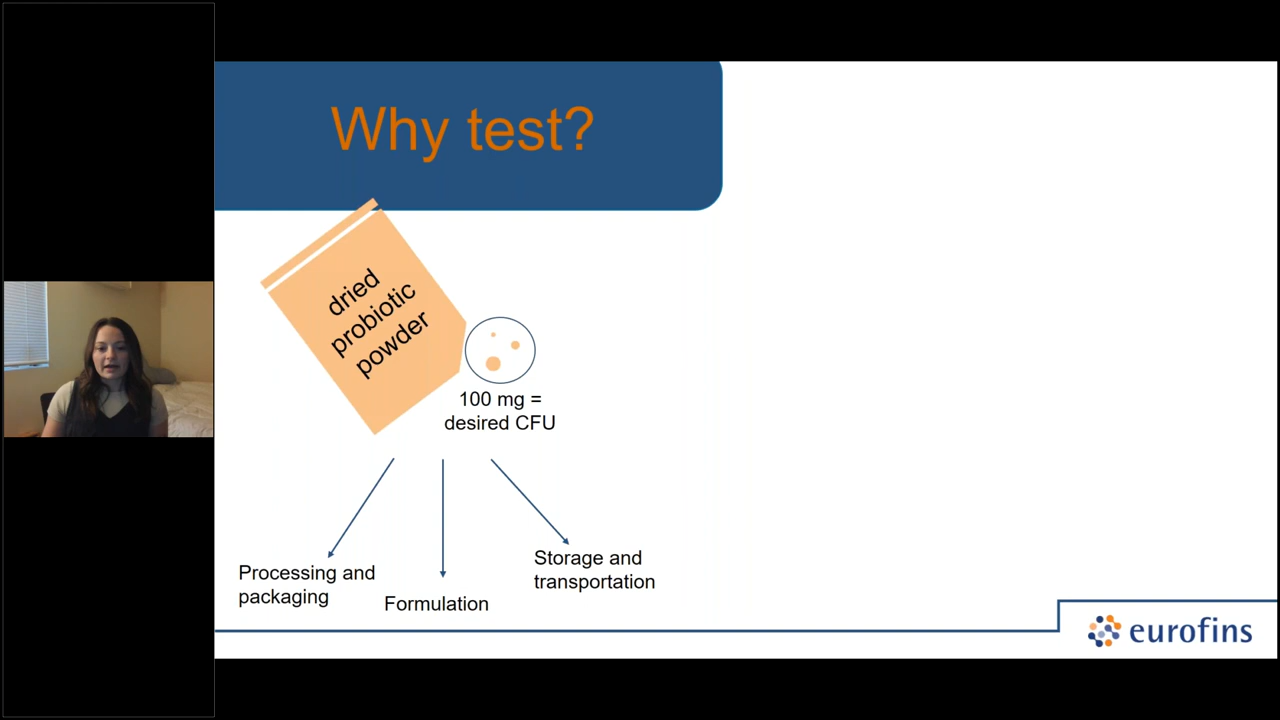 Why test?
dried
probiotic
powder
100 mg =
desired CFU
Processing and
packaging
Formulation
Storage and
transportation
eurofins